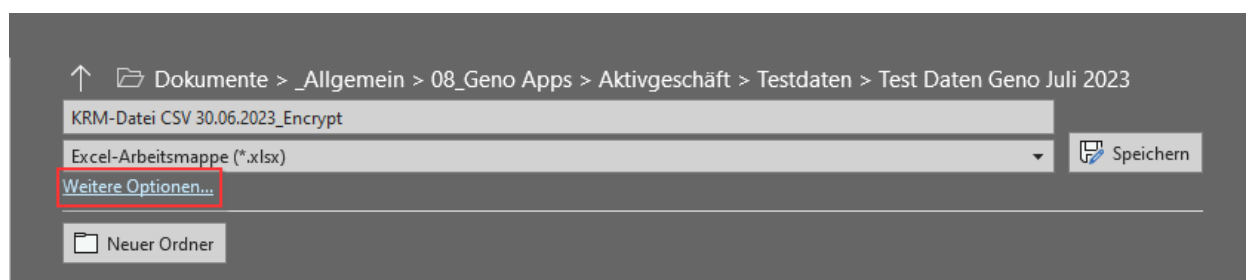 Dokumente > _Allgemein > 08_Geno Apps > Aktivgeschäft > Testdaten > Test Daten Geno Juli 2023
KRM-Datei CSV 30.06.2023_Encrypt
Excel-Arbeitsmappe (*.xlsx)
Speichern
Weitere Optionen...
Neuer Ordner